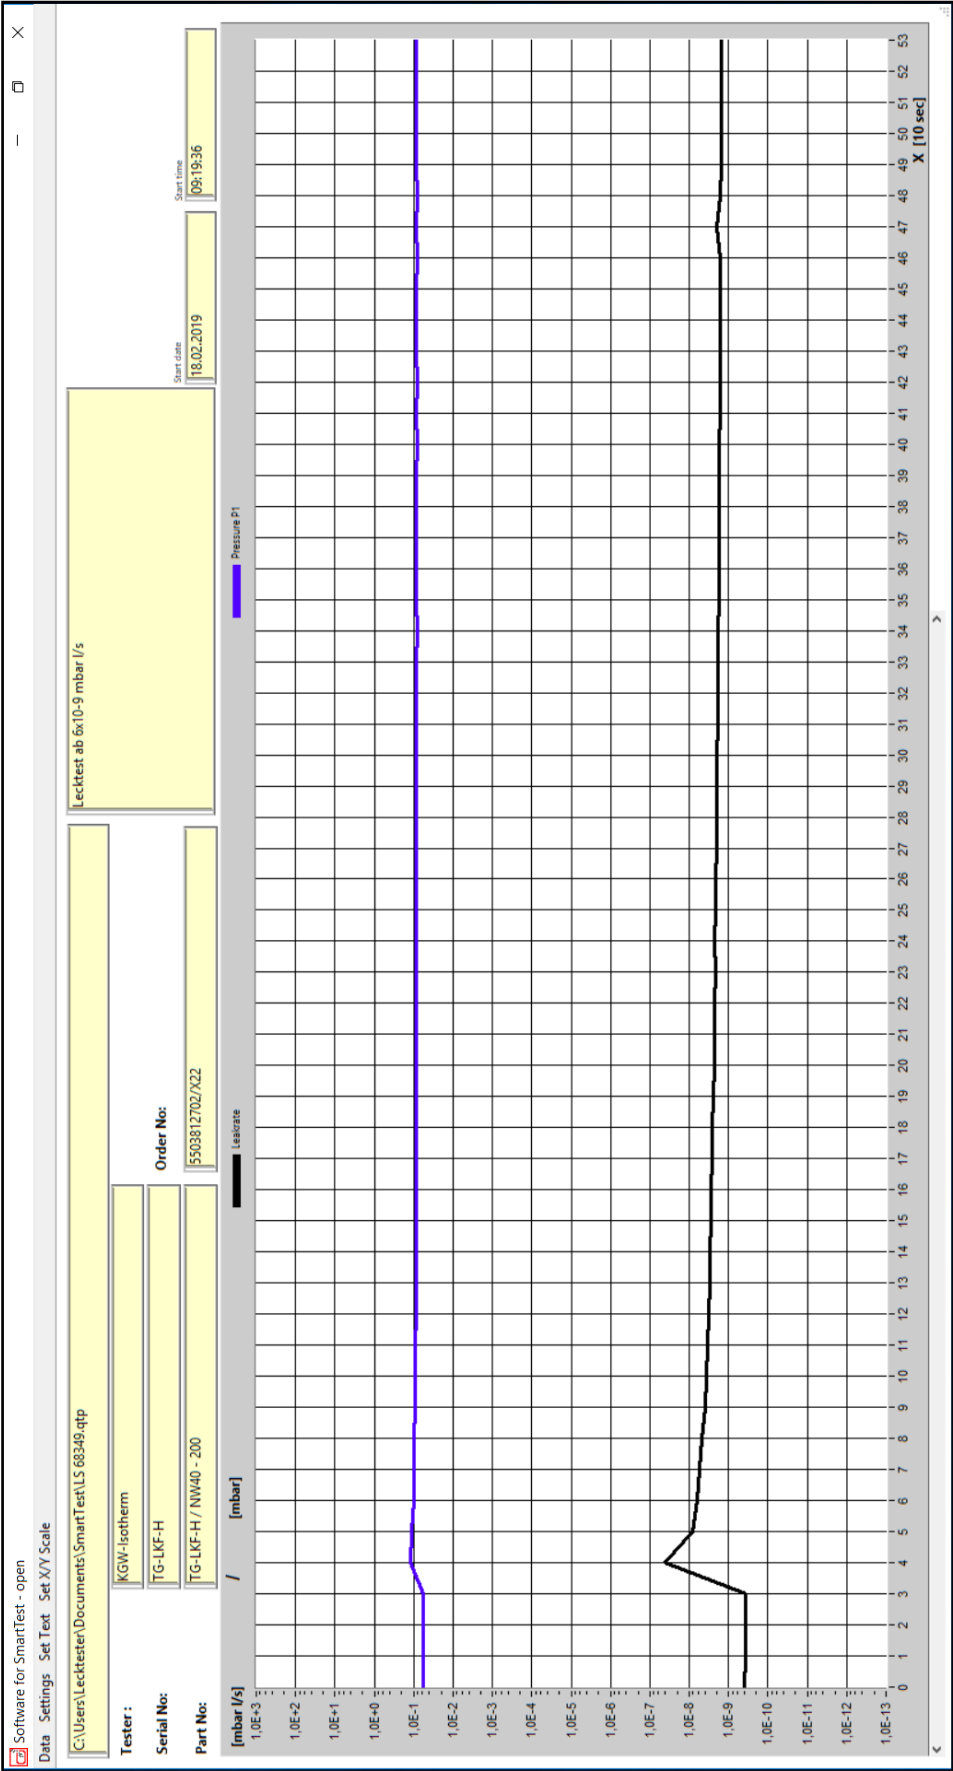 Software for SmartTest - open
Data Settings Set Text Set X/Y Scale
C:\Users\Lecktester\Documents\SmartTest\LS 68349.qtp
Lecktest ab 6x10-9 mbar l/s
Tester :
KGW-Isotherm
Serial No:
TG-LKF-H
Order No:
Start date
Start time
Part No:
TG-LKF-H / NW40 - 200
5503812702/X22
18.02.2019
09:19:36
[mbar l/s] / [mbar]
Leakrate
Pressure P1
1,0E+3
1,0E+2
1,0E+1
1,0E+0
1,0E-1
1,0E-2
1,0E-3
1,0E-4
1,0E-5
1,0E-6
1,0E-7
1,0E-8
1,0E-9
1,0E-10
1,0E-11
1,0E-12
1,0E-13
0 1 2 3 4 5 6 7 8 9 10 11 12 13 14 15 16 17 18 19 20 21 22 23 24 25 26 27 28 29 30 31 32 33 34 35 36 37 38 39 40 41 42 43 44 45 46 47 48 49 50 51 52 53
X [10 sec]